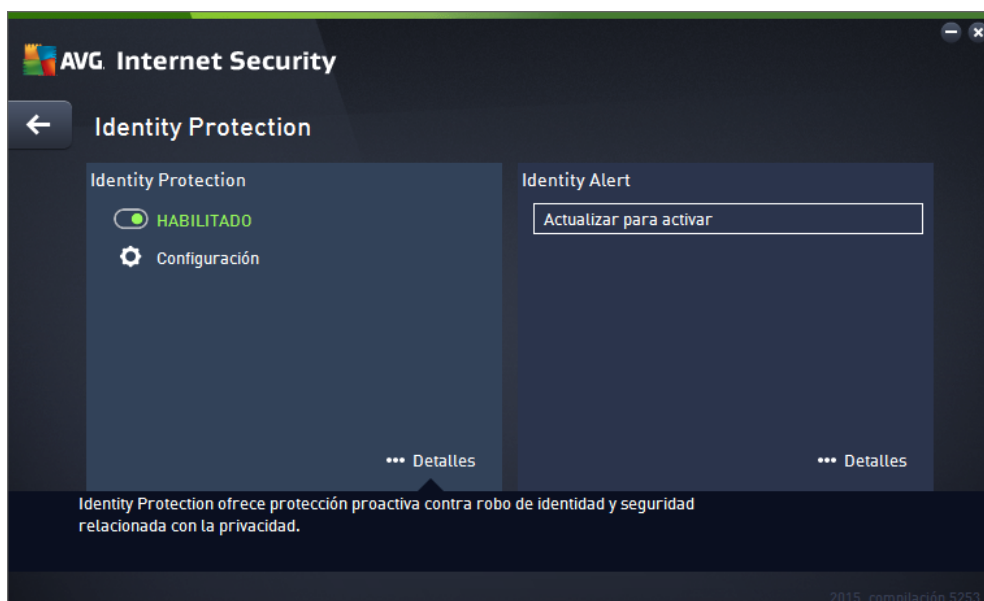 AVG. Internet Security
Identity Protection
Identity Protection
HABILITADO
Configuración
Detalles
Identity Alert
Actualizar para activar
Detalles
Identity Protection ofrece protección proactiva contra robo de identidad y seguridad
relacionada con la privacidad.
2015 compilación 5253